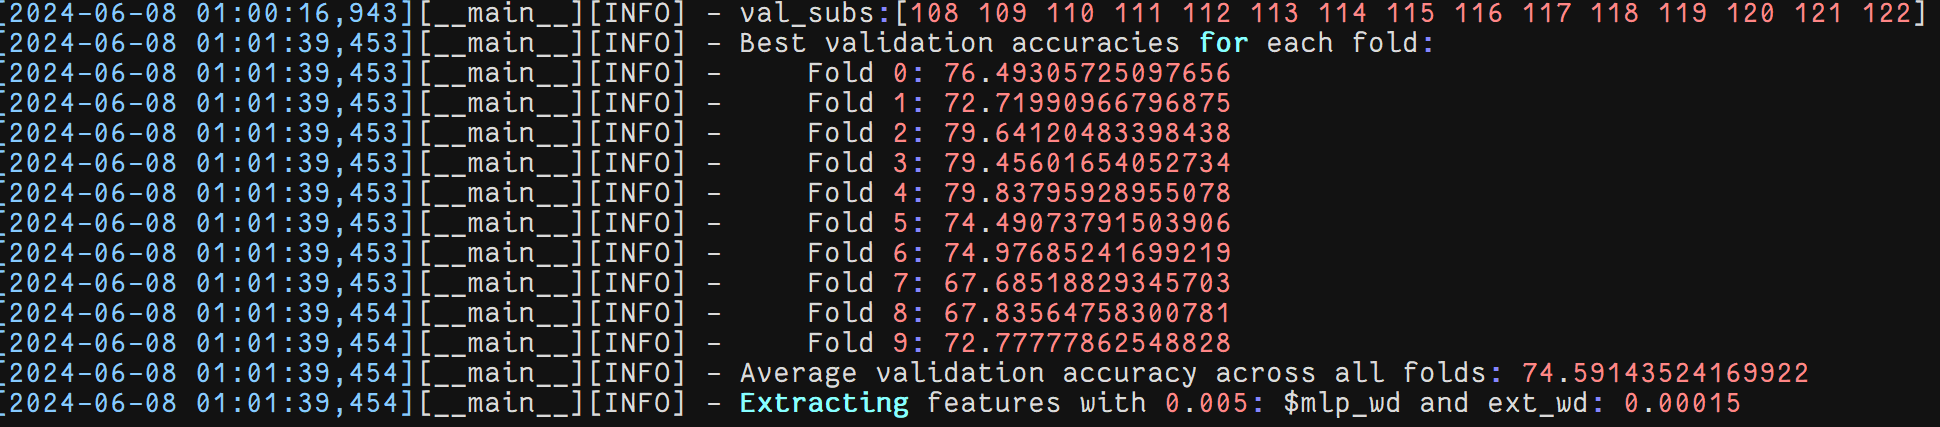 [2024-06-08 01:00:16,943][__main__][INFO] - val_subs:[108 109 110 111 112 113 114 115 116 117 118 119 120 121 122]
[2024-06-08 01:01:39,453][__main__][INFO] - Best validation accuracies for each fold:
[2024-06-08 01:01:39,453][__main__][INFO] -     Fold 0: 76.49305725097656
[2024-06-08 01:01:39,453][__main__][INFO] -     Fold 1: 72.71990966796875
[2024-06-08 01:01:39,453][__main__][INFO] -     Fold 2: 79.64120483398438
[2024-06-08 01:01:39,453][__main__][INFO] -     Fold 3: 79.45601654052734
[2024-06-08 01:01:39,453][__main__][INFO] -     Fold 4: 79.83795928955078
[2024-06-08 01:01:39,453][__main__][INFO] -     Fold 5: 74.49073791503906
[2024-06-08 01:01:39,453][__main__][INFO] -     Fold 6: 74.97685241699219
[2024-06-08 01:01:39,453][__main__][INFO] -     Fold 7: 67.68518829345703
[2024-06-08 01:01:39,454][__main__][INFO] -     Fold 8: 67.83564758300781
[2024-06-08 01:01:39,454][__main__][INFO] -     Fold 9: 72.77777862548828
[2024-06-08 01:01:39,454][__main__][INFO] - Average validation accuracy across all folds: 74.59143524169922
[2024-06-08 01:01:39,454][__main__][INFO] - Extracting features with 0.005: $mlp_wd and ext_wd: 0.00015